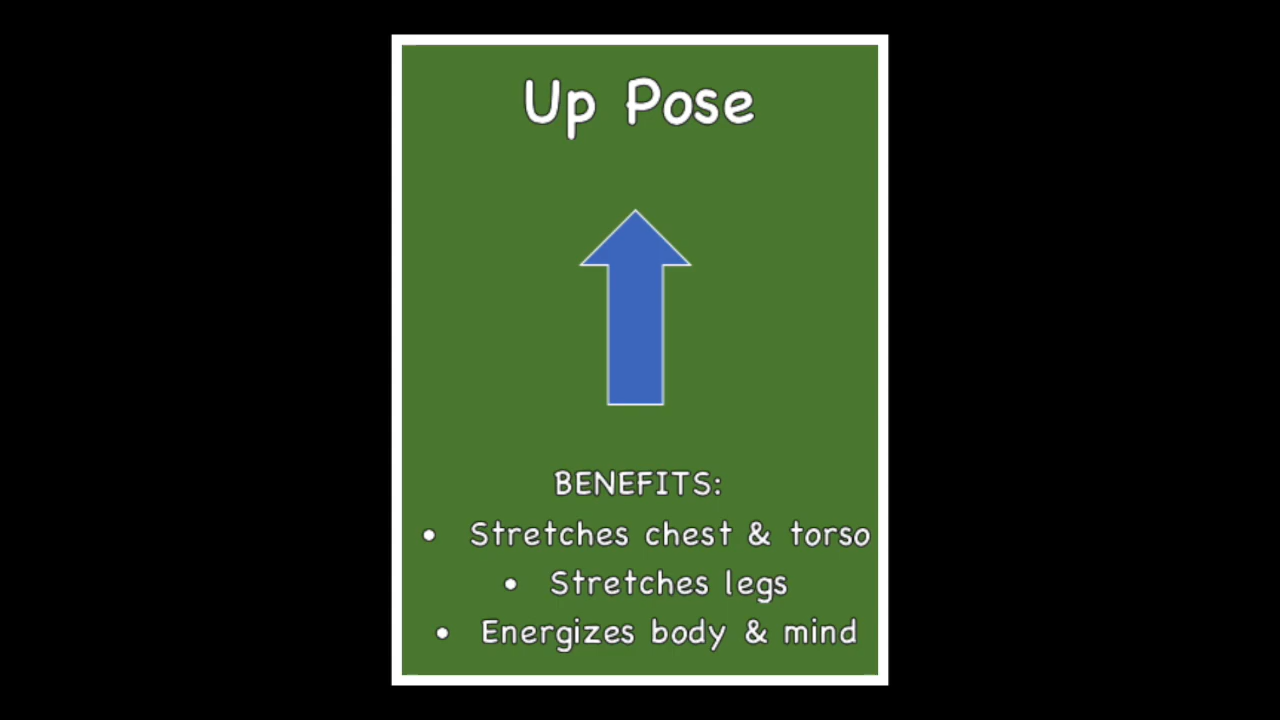 Up Pose
BENEFITS:
• Stretches chest & torso
• Stretches legs
• Energizes body & mind